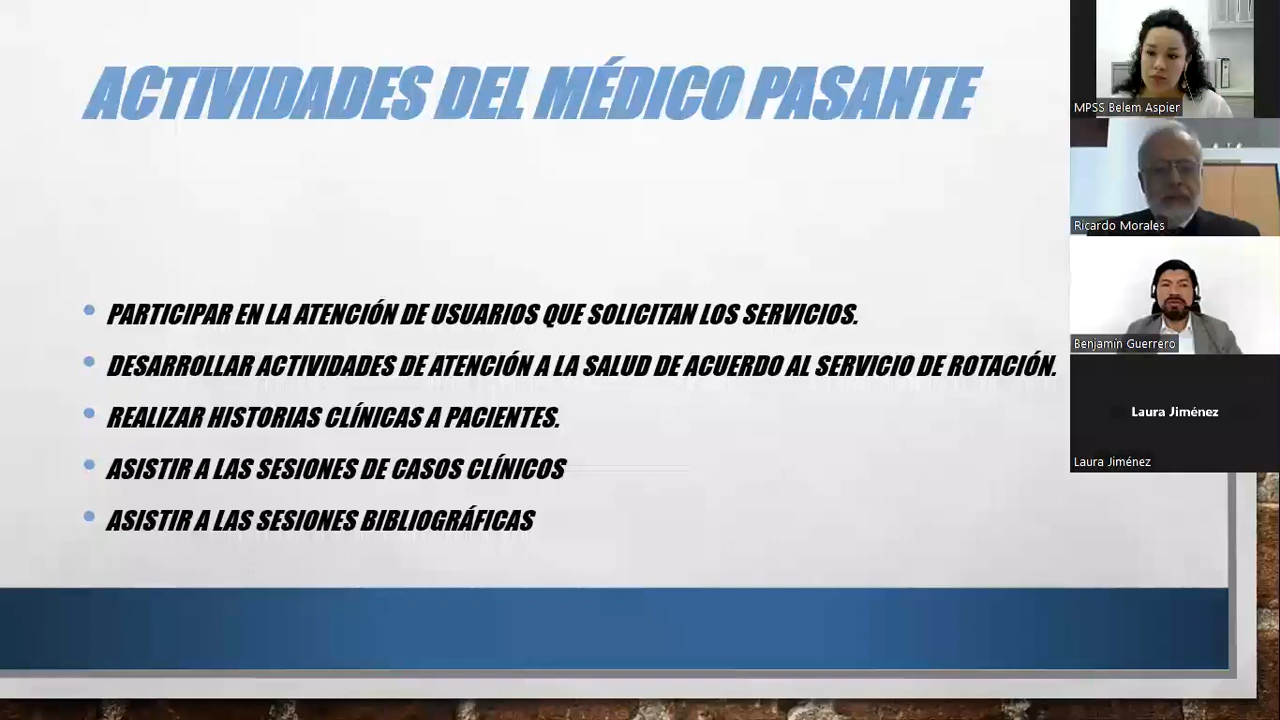 ACTIVIDADES DEL MÉDICO PASANTE
• PARTICIPAR EN LA ATENCIÓN DE USUARIOS QUE SOLICITAN LOS SERVICIOS.
• DESARROLLAR ACTIVIDADES DE ATENCIÓN A LA SALUD DE ACUERDO AL SERVICIO DE ROTACIÓN.
• REALIZAR HISTORIAS CLÍNICAS A PACIENTES.
• ASISTIR A LAS SESIONES DE CASOS CLÍNICOS
• ASISTIR A LAS SESIONES BIBLIOGRÁFICAS
MPSS Belem Aspier
Ricardo Morales
Benjamín Guerrero
Laura Jiménez
Laura Jiménez